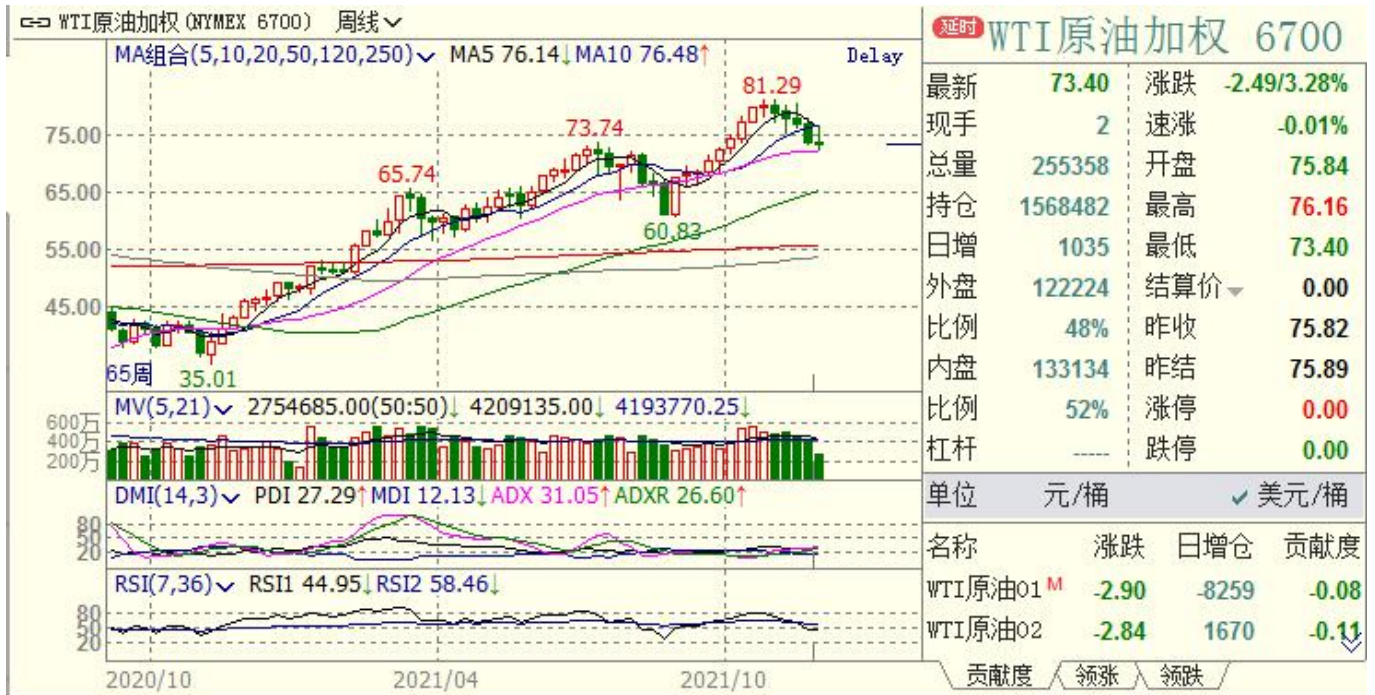 WTI原油加权(NYMEX 6700) 周线
MA组合(5,10,20,50,120,250) MA5 76.14↓MA10 76.48↑ Delay
81.29
75.00
73.74
65.74
65.00
60.83
55.00
45.00
65周
35.01
MV(5,21) 2754685.00(50:50)↓ 4209135.00↓ 4193770.25↓
600万
400万
200万
DMI(14,3) PDI 27.29↑MDI 12.13↓ADX 31.05↑ADXR 26.60↑
80
50
20
RSI(7,36) RSI1 44.95↓RSI2 58.46↓
80
50
20
2020/10 2021/04 2021/10
延时 WTI原油加权 6700
最新 73.40 涨跌 -2.49/3.28%
现手 2 速涨 -0.01%
总量 255358 开盘 75.84
持仓 1568482 最高 76.16
日增 1035 最低 73.40
外盘 122224 结算价 0.00
比例 48% 昨收 75.82
内盘 133134 昨结 75.89
比例 52% 涨停 0.00
杠杆 ----- 跌停 0.00
单位 元/桶 ✓美元/桶
名称 涨跌 日增仓 贡献度
WTI原油01 M -2.90 -8259 -0.08
WTI原油02 -2.84 1670 -0.11
贡献度 领涨 领跌